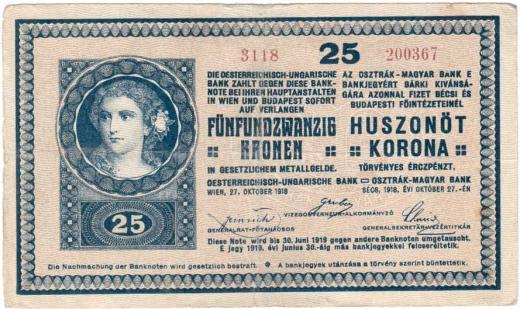 3118 25 200367
DIE OESTERREICHISCH-UNGARISCHE
BANK ZAHLT GEGEN DIESE BANK-
NOTE BEI IHREN HAUPTANSTALTEN
IN WIEN UND BUDAPEST SOFORT
AUF VERLANGEN
FÜNFUNDZWANZIG
KRONEN
IN GESETZLICHEM METALLGELDE.
OESTERREICHISCH-UNGARISCHE BANK
WIEN, 27. OKTOBER 1918
AZ OSZTRÁK-MAGYAR BANK E
BANKJEGYÉRT BÁRKI KIVÁNSÁ-
GÁRA AZONNAL FIZET BÉCSI ÉS
BUDAPESTI FŐINTÉZETEINÉL
HUSZONÖT
KORONA
TÖRVÉNYES ÉRCZPÉNZT.
OSZTRÁK-MAGYAR BANK
BÉCS, 1918. ÉVI OKTÓBER 27.-ÉN
VIZEGOUVERNEUR-ALKORMÁNYZÓ
GENERALRAT-FŐTANÁCSOS
GENERALSEKRETÄR-VEZÉRTITKÁR
Diese Note wird bis 30. Juni 1919 gegen andere Banknoten umgetauscht.
E jegy 1919. évi junius 30.-áig más bankjegyekkel felcseréltetik.
25
Die Nachmachung der Banknoten wird gesetzlich bestraft. * A bankjegyek utánzása a törvény szerint büntettetik.